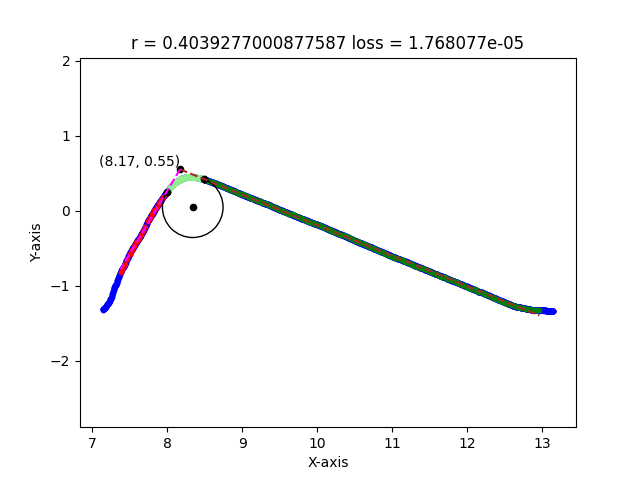 r = 0.4039277000877587 loss = 1.768077e-05
2
1
(8.17, 0.55)
0
Y-axis
−1
−2
7 8 9 10 11 12 13
X-axis